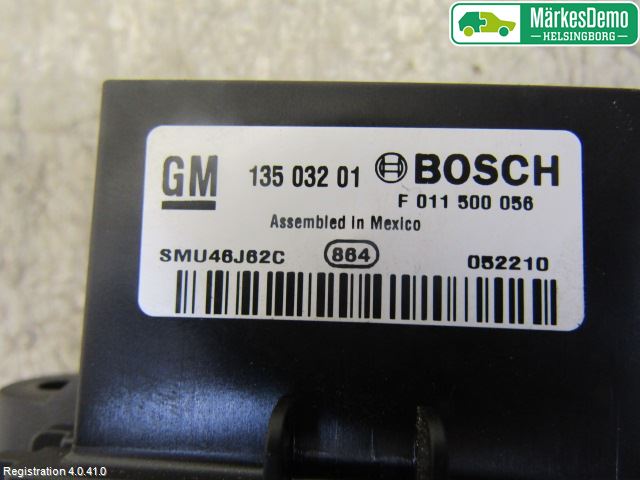 MärkesDemo
HELSINGBORG
GM 135 032 01 BOSCH
F 011 500 056
Assembled in Mexico
SMU46J62C 864 052210
Registration 4.0.41.0